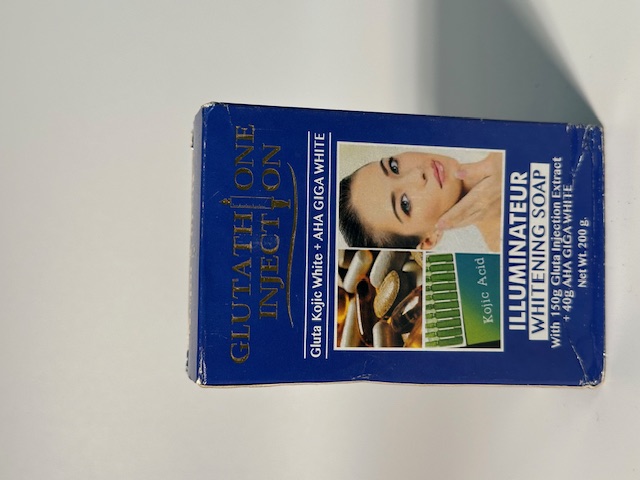 GLUTATHIONE
INJECTION
Gluta Kojic White + AHA GIGA WHITE
Kojic Acid
ILLUMINATEUR
WHITENING SOAP
With 150g Gluta Injection Extract
+ 40g AHA GIGA WHITE
Net Wt. 200 g.